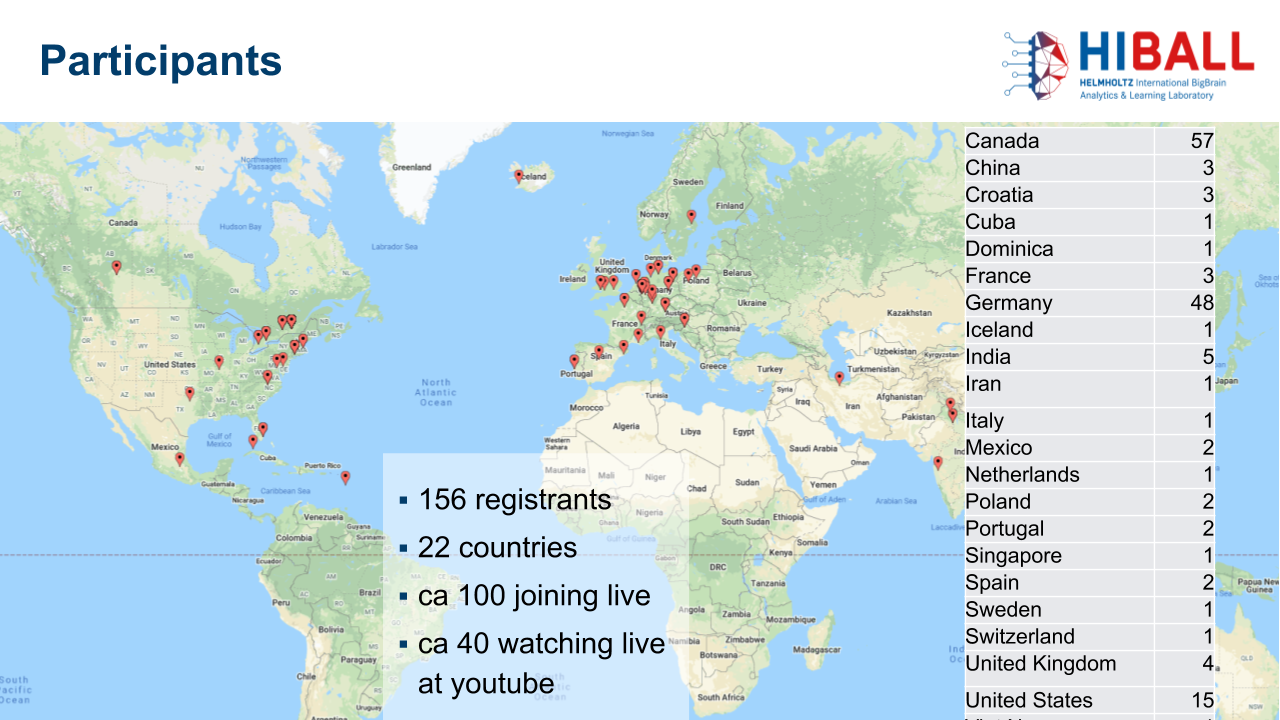 Participants
HIBALL
HELMHOLTZ International BigBrain
Analytics & Learning Laboratory
Norwegian Sea
Northwestern
Passages
Greenland
Iceland
Sweden
Finland
Norway
Canada
Hudson Bay
Labrador Sea
United
Kingdom
Ireland
Denmark
Poland
Belarus
Ukraine
Kazakhstan
France
Austria
Romania
Italy
Spain
Portugal
Greece
Turkey
Uzbekistan
Kyrgyzstan
Turkmenistan
United States
North
Atlantic
Ocean
Syria
Iraq
Iran
Afghanistan
Pakistan
Japan
Tunisia
Morocco
Algeria
Libya
Egypt
Western
Sahara
Saudi Arabia
Oman
Mexico
Gulf of
Mexico
Cuba
Puerto Rico
Guatemala
Caribbean Sea
Nicaragua
Mauritania
Mali
Niger
Chad
Sudan
Yemen
Gulf of Aden
Arabian Sea
Nigeria
Ghana
South Sudan
Ethiopia
Somalia
Venezuela
Guyana
Suriname
Colombia
Ecuador
Gulf of Guinea
Gabon
Kenya
DRC
Tanzania
Peru
Brazil
Bolivia
Angola
Zambia
Mozambique
Namibia
Zimbabwe
Botswana
Madagascar
Paraguay
Chile
South Africa
Uruguay
Papua New
Guinea
QLD
NSW
▪ 156 registrants
▪ 22 countries
▪ ca 100 joining live
▪ ca 40 watching live
at youtube
Canada 57
China 3
Croatia 3
Cuba 1
Dominica 1
France 3
Germany 48
Iceland 1
India 5
Iran 1
Italy 1
Mexico 2
Netherlands 1
Poland 2
Portugal 2
Singapore 1
Spain 2
Sweden 1
Switzerland 1
United Kingdom 4
United States 15